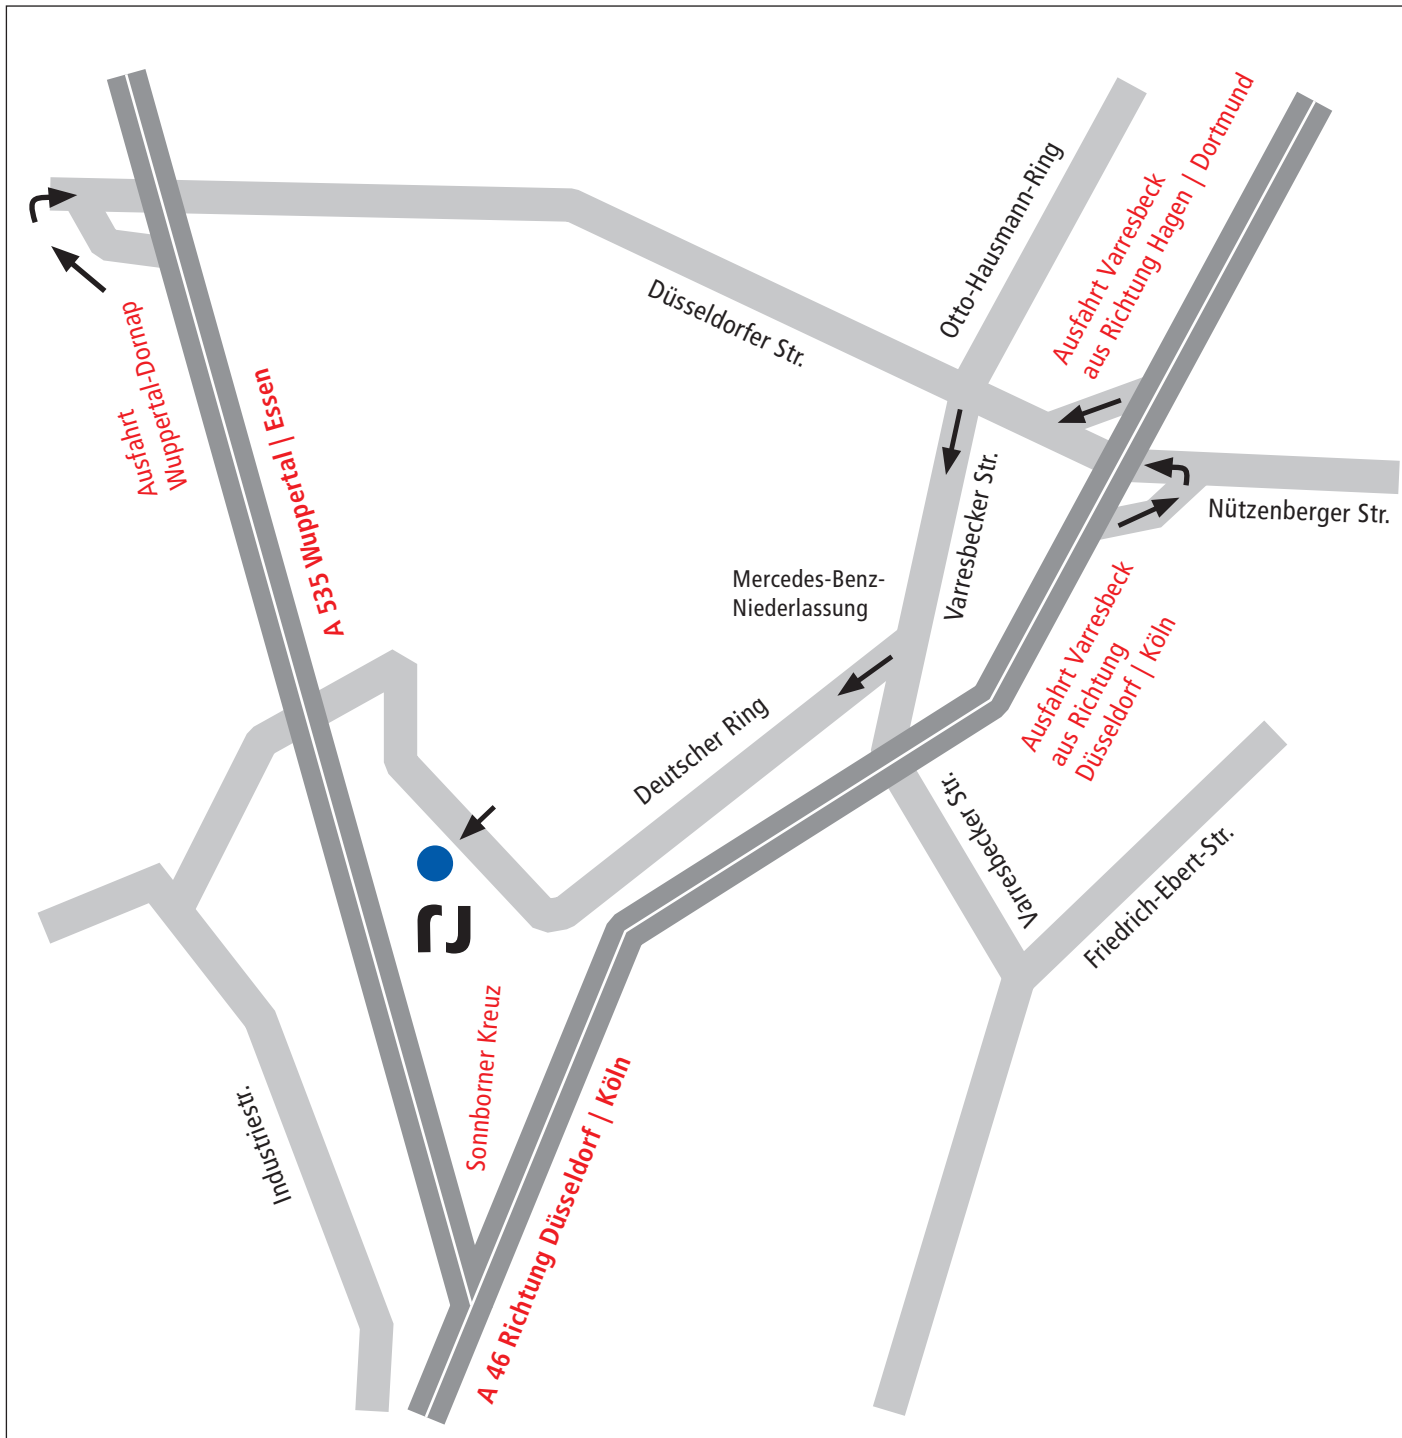 Otto-Hausmann-Ring
Ausfahrt Varresbeck
aus Richtung Hagen | Dortmund
Düsseldorfer Str.
Ausfahrt
Wuppertal-Dornap
A 535 Wuppertal | Essen
Varresbecker Str.
Nützenberger Str.
Mercedes-Benz-
Niederlassung
Ausfahrt Varresbeck
aus Richtung
Düsseldorf | Köln
Deutscher Ring
Varresbecker Str.
Friedrich-Ebert-Str.
rj
Sonnborner Kreuz
Industriestr.
A 46 Richtung Düsseldorf | Köln